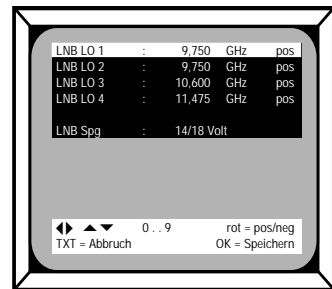 LNB LO 1 : 9,750 GHz pos
LNB LO 2 : 9,750 GHz pos
LNB LO 3 : 10,600 GHz pos
LNB LO 4 : 11,475 GHz pos
LNB Spg : 14/18 Volt
0 . . 9 rot = pos/neg
TXT = Abbruch OK = Speichern